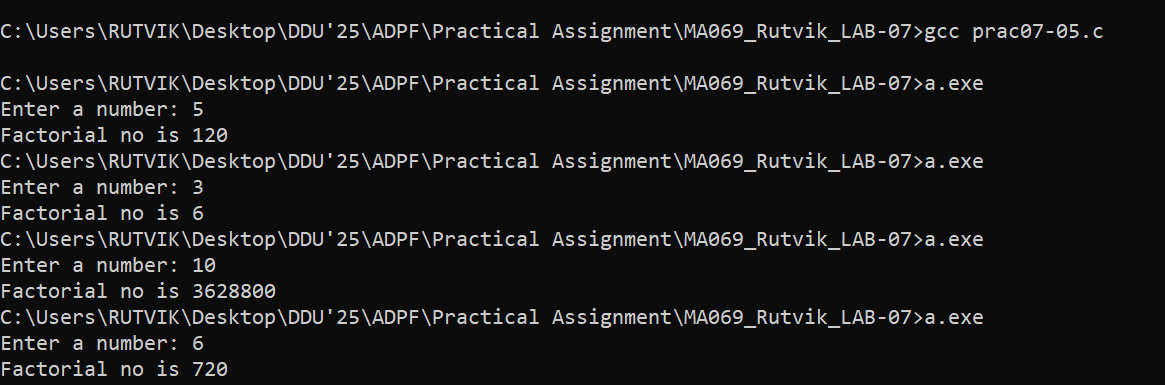 C:\Users\RUTVIK\Desktop\DDU'25\ADPF\Practical Assignment\MA069_Rutvik_LAB-07>gcc prac07-05.c
C:\Users\RUTVIK\Desktop\DDU'25\ADPF\Practical Assignment\MA069_Rutvik_LAB-07>a.exe
Enter a number: 5
Factorial no is 120
C:\Users\RUTVIK\Desktop\DDU'25\ADPF\Practical Assignment\MA069_Rutvik_LAB-07>a.exe
Enter a number: 3
Factorial no is 6
C:\Users\RUTVIK\Desktop\DDU'25\ADPF\Practical Assignment\MA069_Rutvik_LAB-07>a.exe
Enter a number: 10
Factorial no is 3628800
C:\Users\RUTVIK\Desktop\DDU'25\ADPF\Practical Assignment\MA069_Rutvik_LAB-07>a.exe
Enter a number: 6
Factorial no is 720